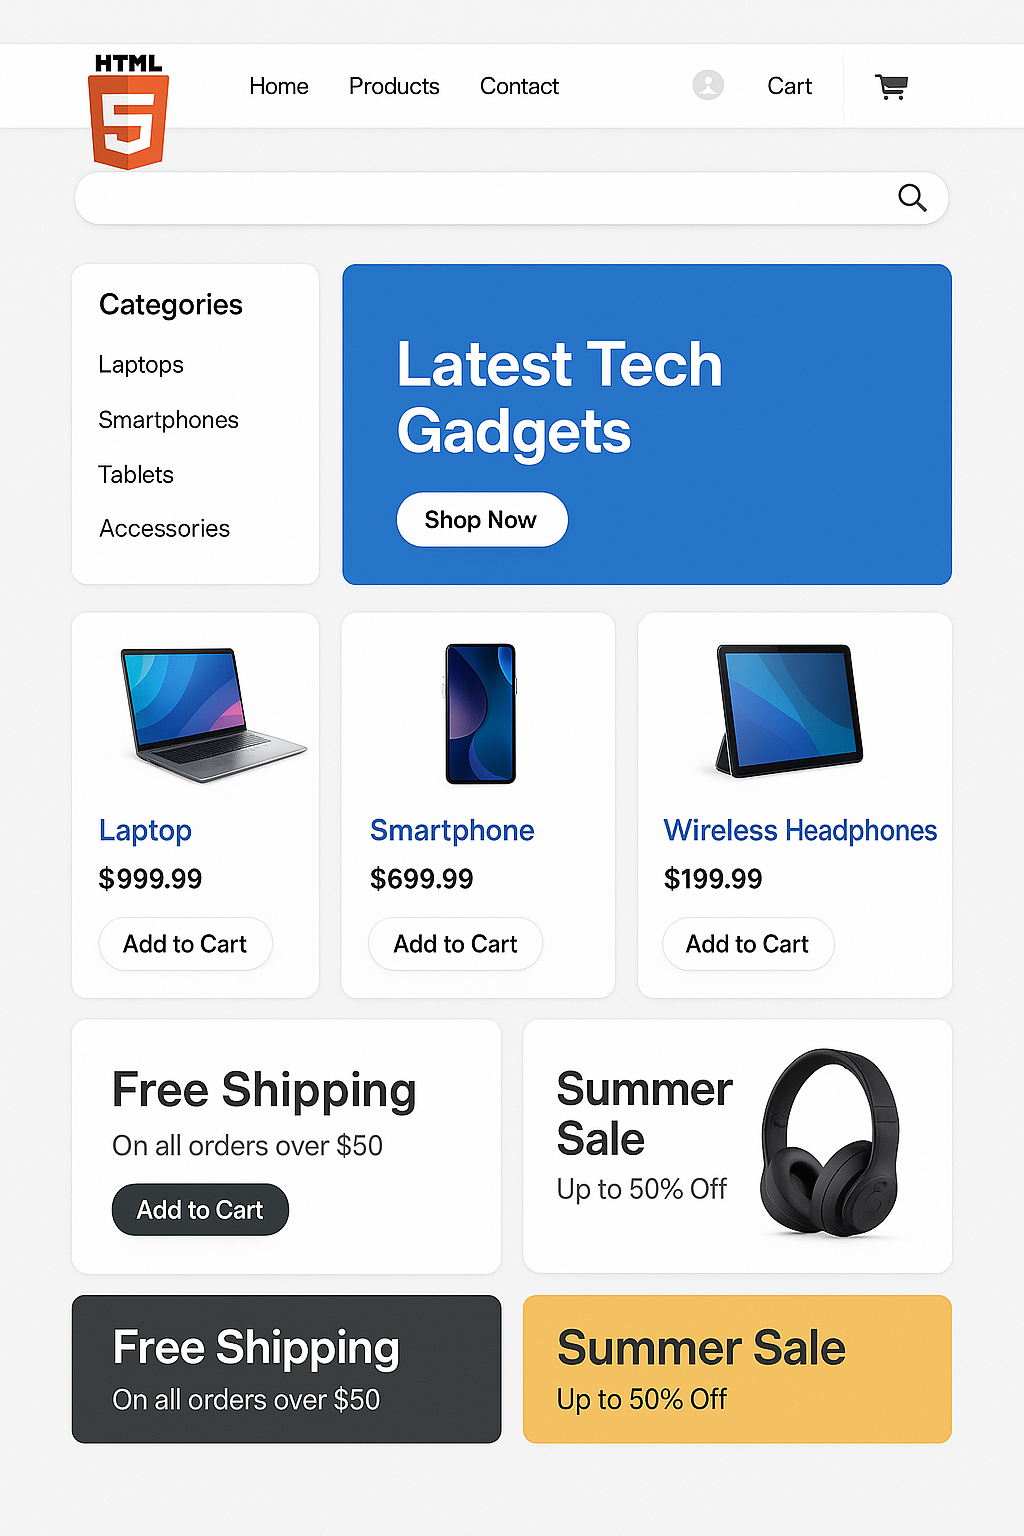 HTML
5
Home
Products
Contact
Cart
Categories
Laptops
Smartphones
Tablets
Accessories
Latest Tech
Gadgets
Shop Now
Laptop
$999.99
Add to Cart
Smartphone
$699.99
Add to Cart
Wireless Headphones
$199.99
Add to Cart
Free Shipping
On all orders over $50
Add to Cart
Summer
Sale
Up to 50% Off
Free Shipping
On all orders over $50
Summer Sale
Up to 50% Off